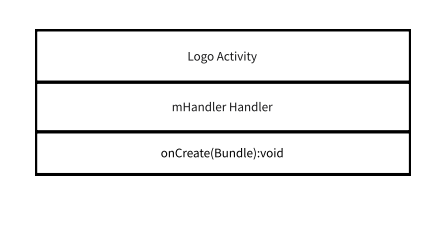 Logo Activity
mHandler Handler
onCreate(Bundle):void